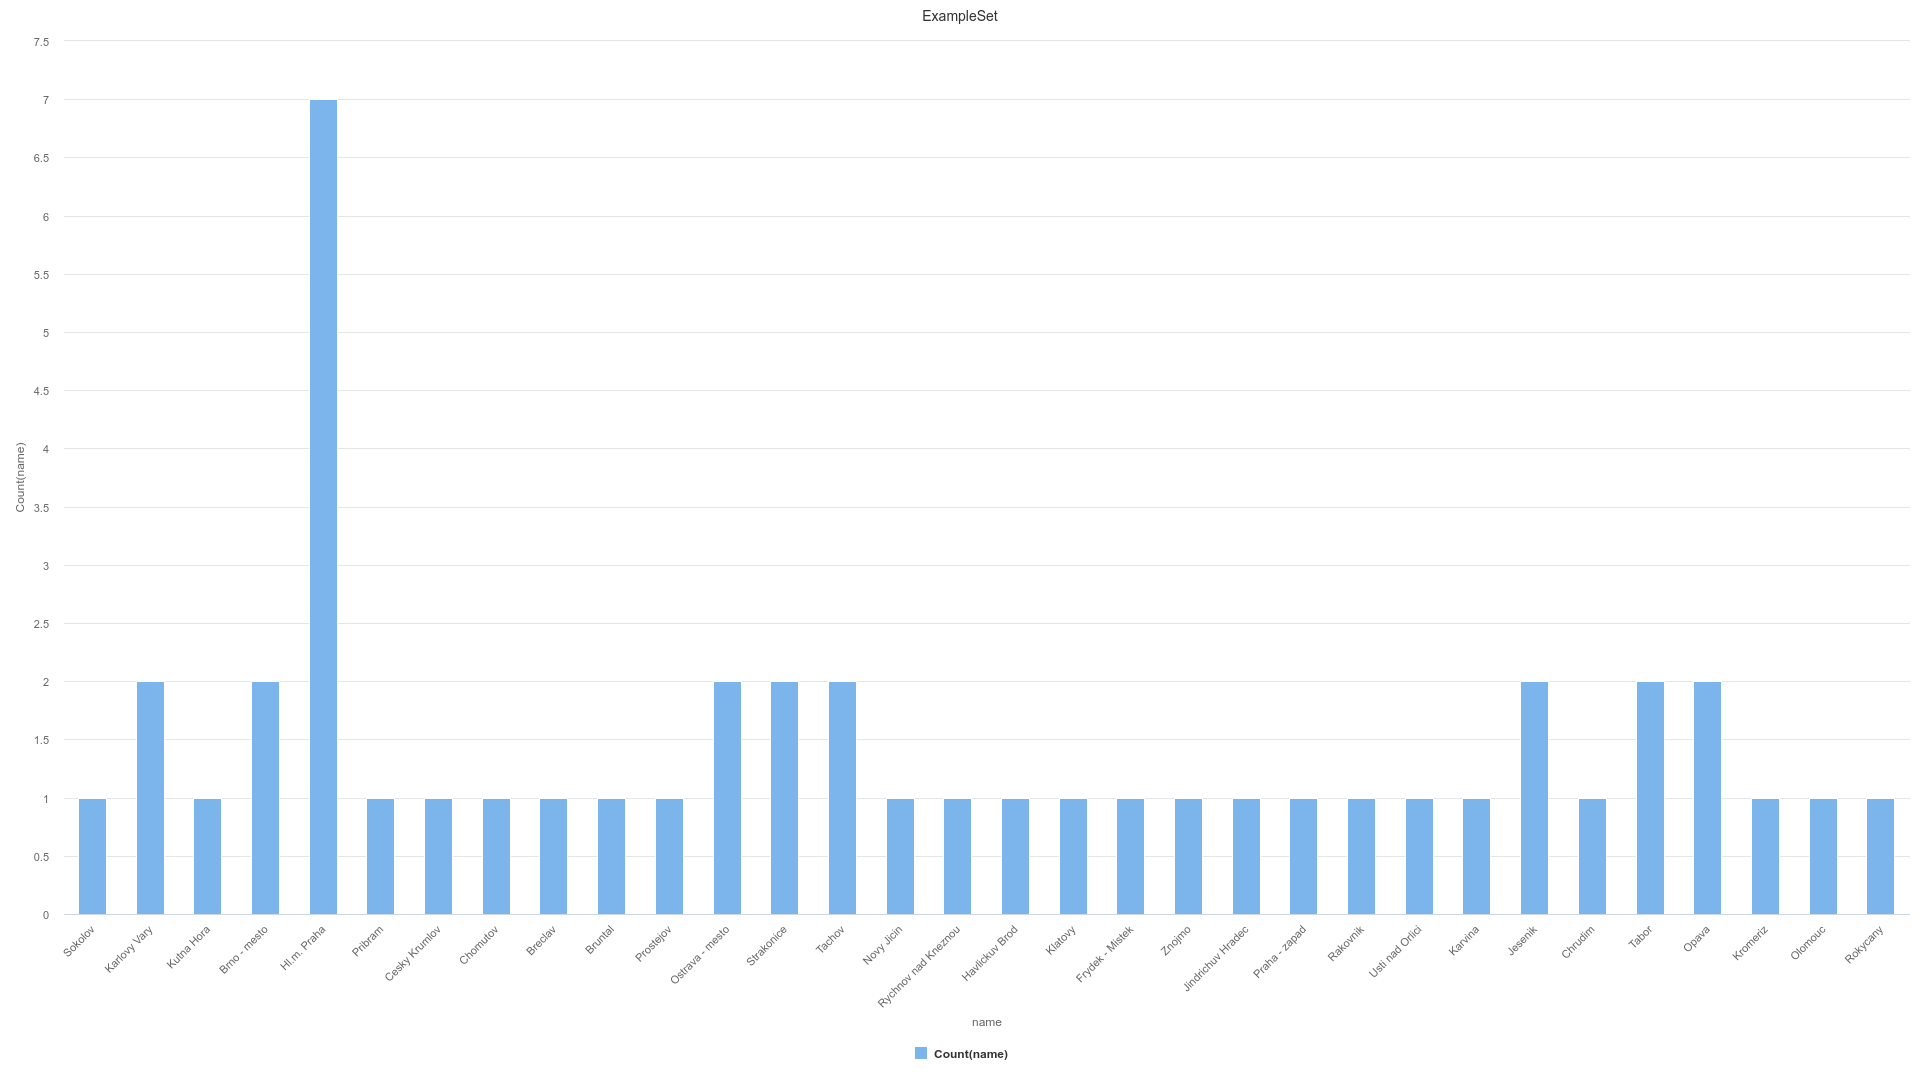 ExampleSet
7.5
7
6.5
6
5.5
5
4.5
4
3.5
3
2.5
2
1.5
1
0.5
0
Count(name)
Sokolov
Karlovy Vary
Kutna Hora
Brno - mesto
Hl.m. Praha
Pribram
Cesky Krumlov
Chomutov
Breclav
Bruntal
Prostejov
Ostrava - mesto
Strakonice
Tachov
Novy Jicin
Rychnov nad Kneznou
Havlickuv Brod
Klatovy
Frydek - Mistek
Znojmo
Jindrichuv Hradec
Praha - zapad
Rakovnik
Usti nad Orlici
Karvina
Jesenik
Chrudim
Tabor
Opava
Kromeriz
Olomouc
Rokycany
name
Count(name)